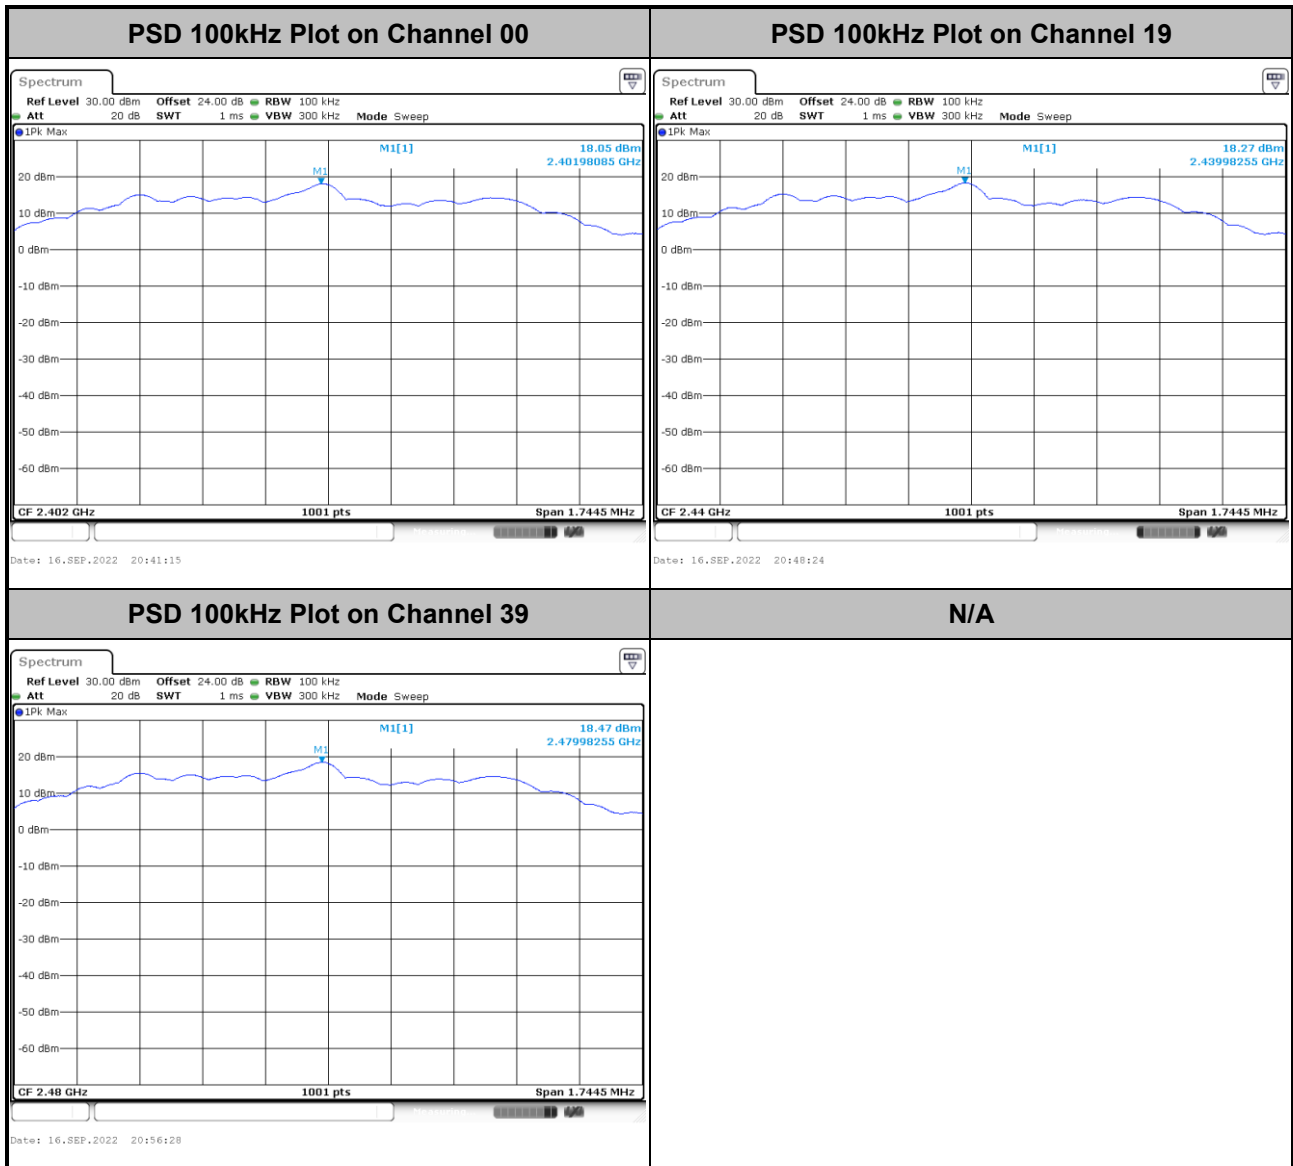 PSD 100kHz Plot on Channel 00
Spectrum
Ref Level 30.00 dBm Offset 24.00 dB RBW 100 kHz
Att 20 dB SWT 1 ms VBW 300 kHz Mode Sweep
1Pk Max
M1[1] 18.05 dBm
2.40198085 GHz
M1
20 dBm
10 dBm
0 dBm
-10 dBm
-20 dBm
-30 dBm
-40 dBm
-50 dBm
-60 dBm
CF 2.402 GHz 1001 pts Span 1.7445 MHz
Measuring...
Date: 16.SEP.2022 20:41:15
PSD 100kHz Plot on Channel 19
Spectrum
Ref Level 30.00 dBm Offset 24.00 dB RBW 100 kHz
Att 20 dB SWT 1 ms VBW 300 kHz Mode Sweep
1Pk Max
M1[1] 18.27 dBm
2.43998255 GHz
M1
20 dBm
10 dBm
0 dBm
-10 dBm
-20 dBm
-30 dBm
-40 dBm
-50 dBm
-60 dBm
CF 2.44 GHz 1001 pts Span 1.7445 MHz
Measuring...
Date: 16.SEP.2022 20:48:24
PSD 100kHz Plot on Channel 39
Spectrum
Ref Level 30.00 dBm Offset 24.00 dB RBW 100 kHz
Att 20 dB SWT 1 ms VBW 300 kHz Mode Sweep
1Pk Max
M1[1] 18.47 dBm
2.47998255 GHz
M1
20 dBm
10 dBm
0 dBm
-10 dBm
-20 dBm
-30 dBm
-40 dBm
-50 dBm
-60 dBm
CF 2.48 GHz 1001 pts Span 1.7445 MHz
Measuring...
Date: 16.SEP.2022 20:56:28
N/A